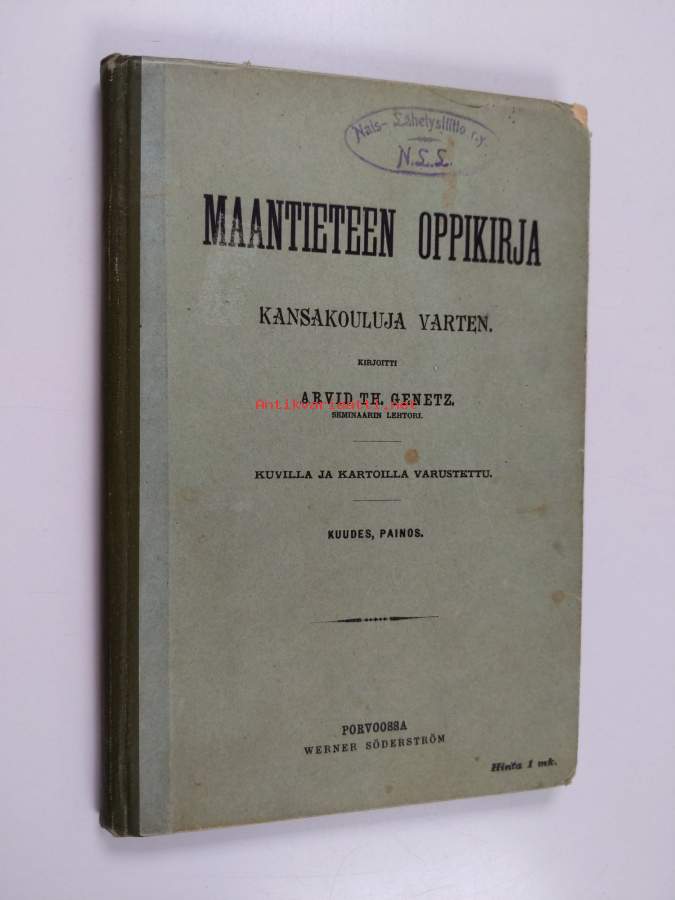 Nais-Lähetysliitto r.y.
N.L.L.
MAANTIETEEN OPPIKIRJA
KANSAKOULUJA VARTEN.
KIRJOITTI
ARVID TH. GENETZ,
Antikvariaatti.net
SEMINAARIN LEHTORI.
KUVILLA JA KARTOILLA VARUSTETTU.
KUUDES, PAINOS.
PORVOOSSA
WERNER SÖDERSTRÖM
Hinta 1 mk.